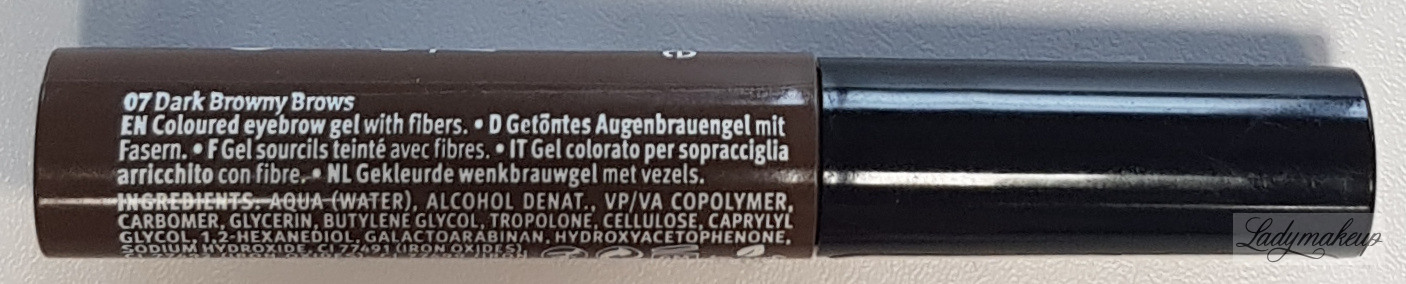 07 Dark Browny Brows
EN Coloured eyebrow gel with fibers. • D Getöntes Augenbrauengel mit
Fasern. • F Gel sourcils teinté avec fibres. • IT Gel colorato per sopracciglia
arricchito con fibre. • NL Gekleurde wenkbrauwgel met vezels.
INGREDIENTS: AQUA (WATER), ALCOHOL DENAT., VP/VA COPOLYMER,
CARBOMER, GLYCERIN, BUTYLENE GLYCOL, TROPOLONE, CELLULOSE, CAPRYLYL
GLYCOL, 1,2-HEXANEDIOL, GALACTOARABINAN, HYDROXYACETOPHENONE,
SODIUM HYDROXIDE, CI 77491 (IRON OXIDES)
Ladymakeup